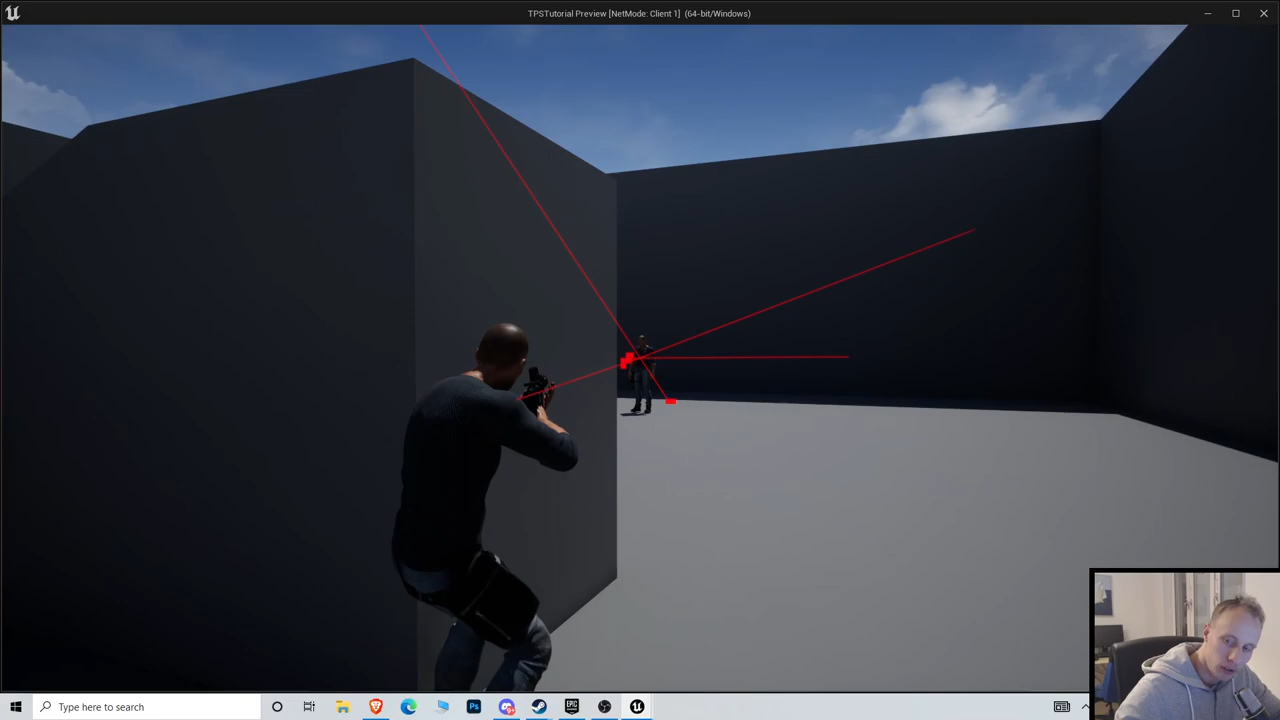 TPSTutorial Preview [NetMode: Client 1] (64-bit/Windows)
Type here to search